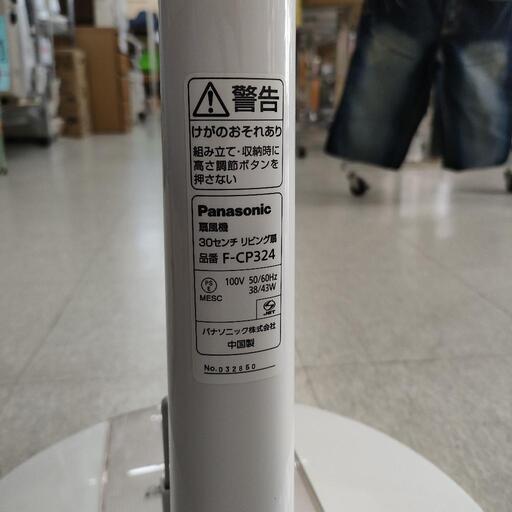 警告
けがのおそれあり
組み立て・収納時に
高さ調節ボタンを
押さない
Panasonic
扇風機
30センチ リビング扇
品番 F-CP324
PS
E
MESC
100V 50/60Hz
38/43W
JET
パナソニック株式会社
中国製
No.032850